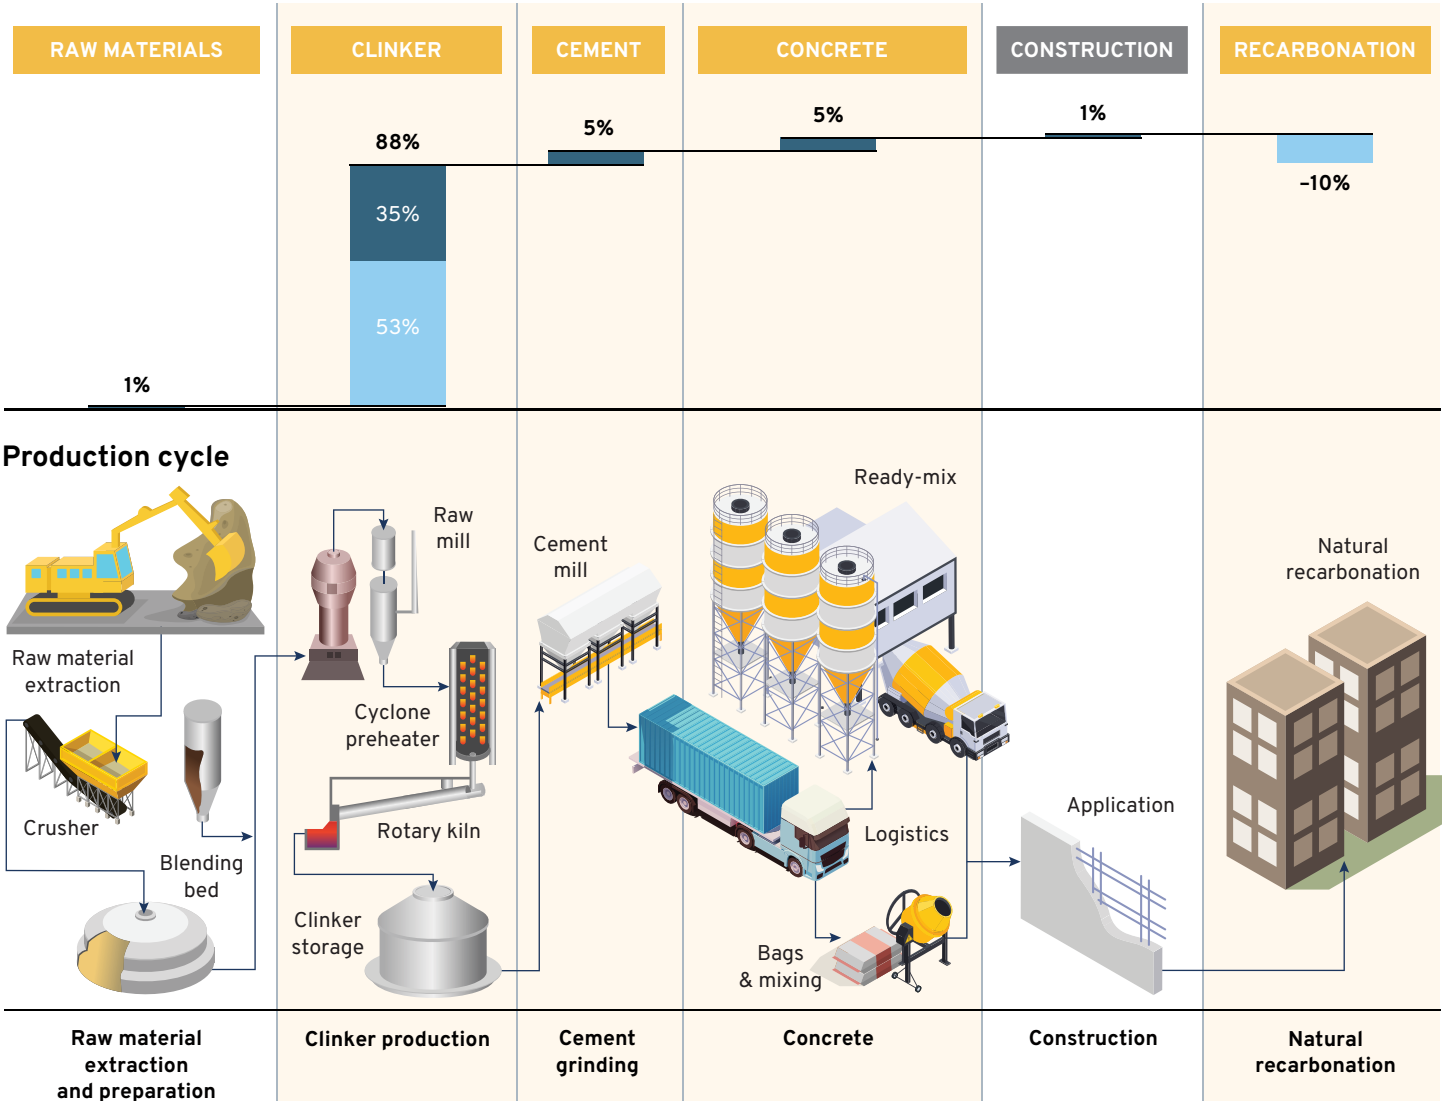 RAW MATERIALS
CLINKER
CEMENT
CONCRETE
CONSTRUCTION
RECARBONATION
1%
88%
35%
53%
5%
5%
1%
–10%
Production cycle
Raw material
extraction
Crusher
Blending
bed
Raw
mill
Cyclone
preheater
Rotary kiln
Clinker
storage
Cement
mill
Ready-mix
Logistics
Bags
& mixing
Application
Natural
recarbonation
Raw material
extraction
and preparation
Clinker production
Cement
grinding
Concrete
Construction
Natural
recarbonation